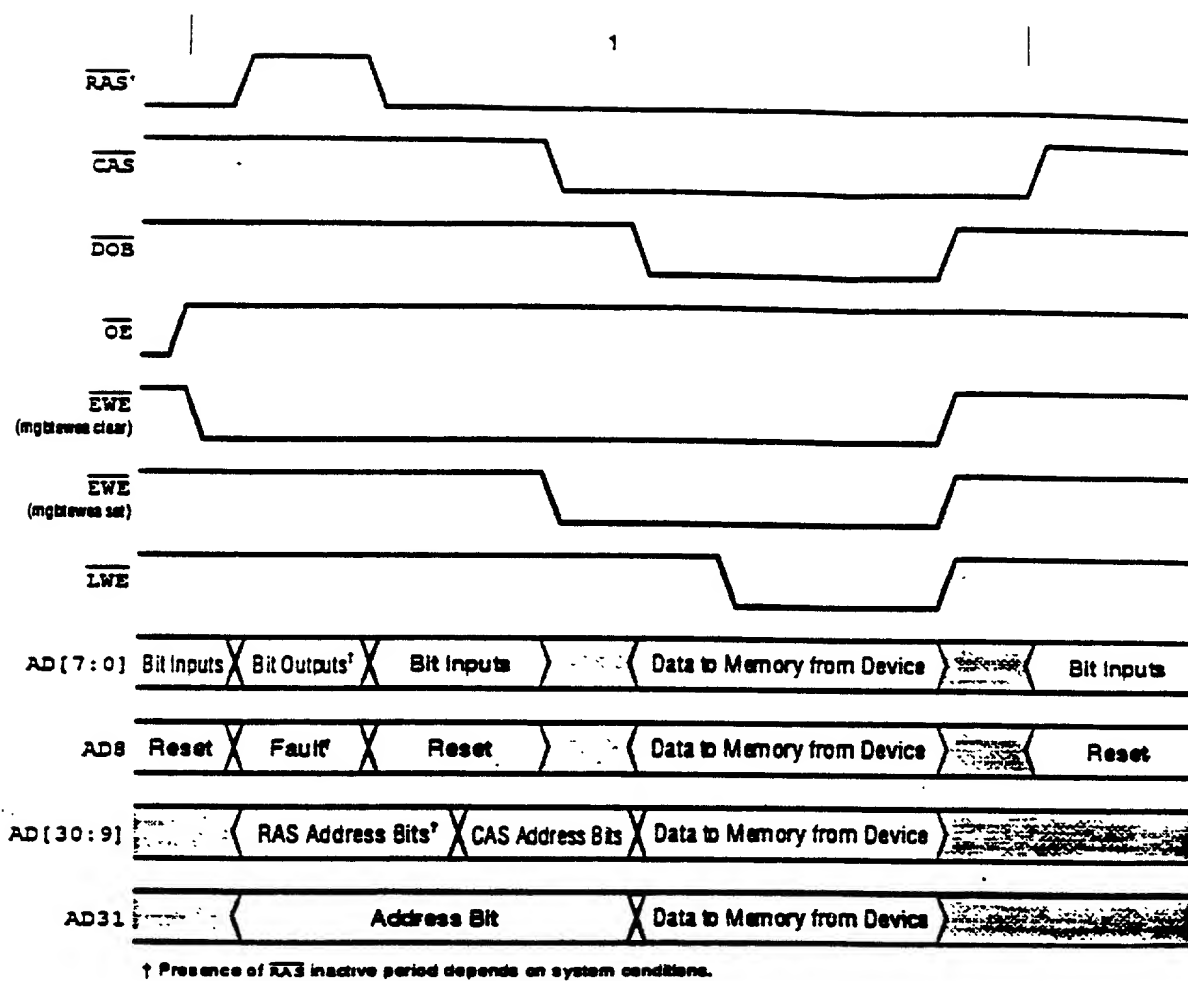 1
RAS†
CAS
DOB
OE
EWE
(mgbtewea clear)
EWE
(mgbtewea set)
LWE
AD[7:0] Bit Inputs Bit Outputs† Bit Inputs Data to Memory from Device Bit Inputs
AD8 Reset Fault† Reset Data to Memory from Device Reset
AD[30:9] RAS Address Bits† CAS Address Bits Data to Memory from Device
AD31 Address Bit Data to Memory from Device
† Presence of RAS inactive period depends on system conditions.